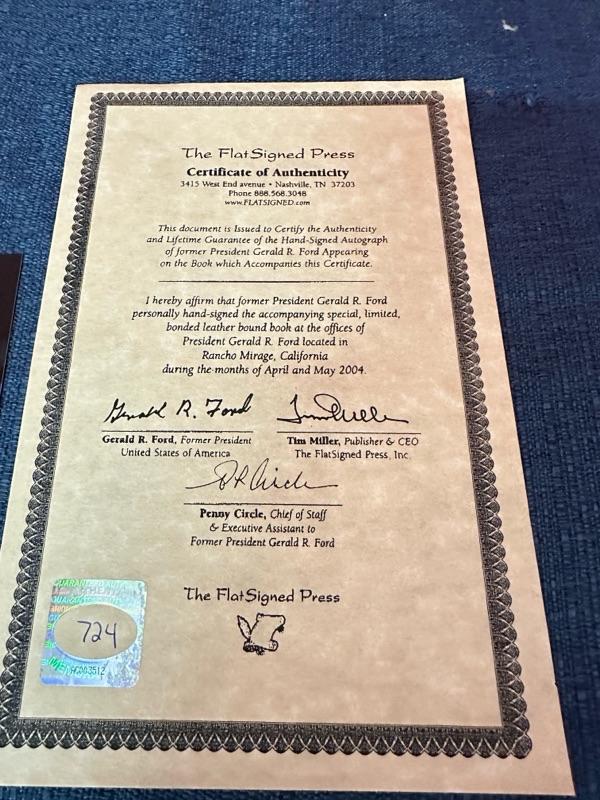 The FlatSigned Press
Certificate of Authenticity
3415 West End avenue • Nashville, TN 37203
Phone 888.568.3048
www.FLATSIGNED.com
This document is Issued to Certify the Authenticity
and Lifetime Guarantee of the Hand-Signed Autograph
of former President Gerald R. Ford Appearing
on the Book which Accompanies this Certificate.
I hereby affirm that former President Gerald R. Ford
personally hand-signed the accompanying special, limited,
bonded leather bound book at the offices of
President Gerald R. Ford located in
Rancho Mirage, California
during the months of April and May 2004.
Gerald R. Ford
Gerald R. Ford, Former President
United States of America
Tim Miller, Publisher & CEO
The FlatSigned Press, Inc.
Penny Circle, Chief of Staff
& Executive Assistant to
Former President Gerald R. Ford
The FlatSigned Press
724